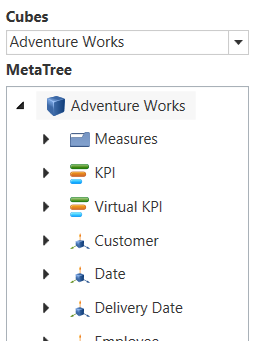 Cubes
Adventure Works
MetaTree
Adventure Works
Measures
KPI
Virtual KPI
Customer
Date
Delivery Date
Employee